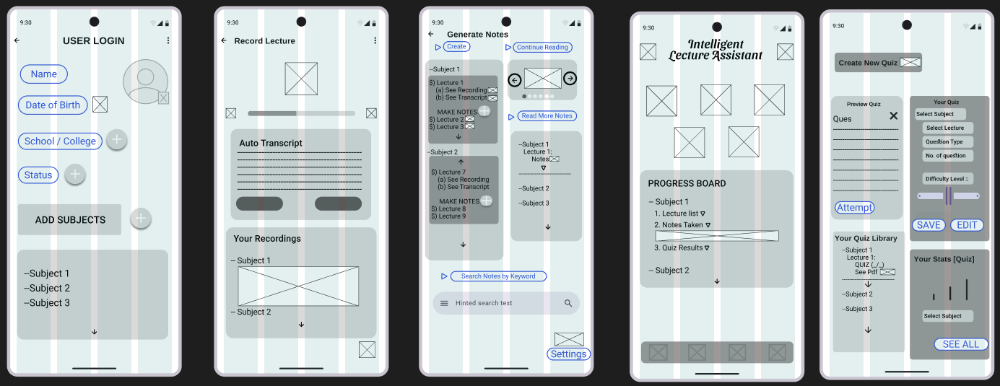 9:30
USER LOGIN
Name
Date of Birth
School / College
Status
ADD SUBJECTS
--Subject 1
--Subject 2
--Subject 3
9:30
Record Lecture
Auto Transcript
Your Recordings
-- Subject 1
-- Subject 2
9:30
Generate Notes
Create
Continue Reading
--Subject 1
$) Lecture 1
(a) See Recording
(b) See Transcript
MAKE NOTES
$) Lecture 2
$) Lecture 3
--Subject 2
$) Lecture 7
(a) See Recording
(b) See Transcript
MAKE NOTES
$) Lecture 8
$) Lecture 9
Read More Notes
--Subject 1
Lecture 1:
Notes
--Subject 2
--Subject 3
Search Notes by Keyword
Hinted search text
Settings
9:30
Intelligent
Lecture Assistant
PROGRESS BOARD
-- Subject 1
1. Lecture list
2. Notes Taken
3. Quiz Results
-- Subject 2
9:30
Create New Quiz
Preview Quiz
Ques
Attempt
Your Quiz
Select Subject
Select Lecture
Question Type
No. of question
Difficulty Level ::
SAVE
EDIT
Your Quiz Library
--Subject 1
Lecture 1:
QUIZ (_/_)
See Pdf
--Subject 2
--Subject 3
Your Stats [Quiz]
Select Subject
SEE ALL